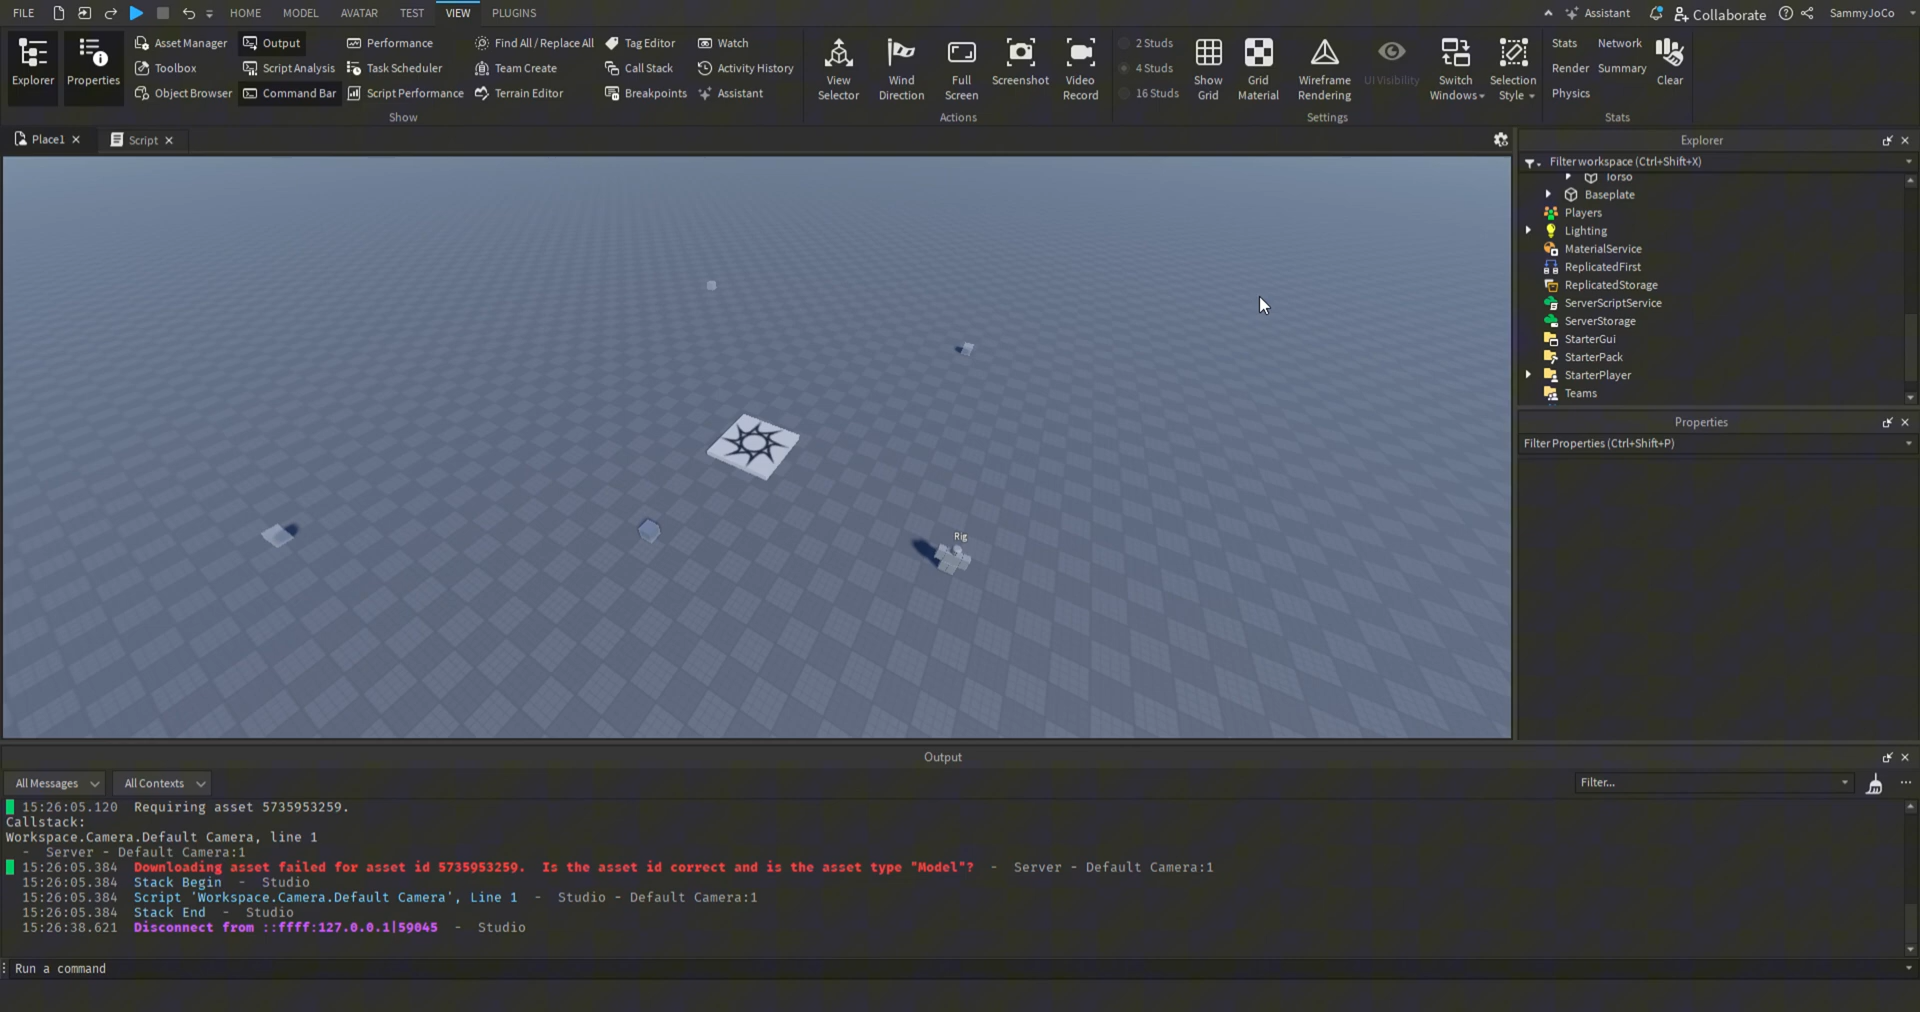 FILE HOME MODEL AVATAR TEST VIEW PLUGINS Assistant Collaborate SammyJoCo
Explorer
Properties
Asset Manager
Toolbox
Object Browser
Output
Script Analysis
Command Bar
Performance
Task Scheduler
Script Performance
Find All / Replace All
Team Create
Terrain Editor
Tag Editor
Call Stack
Breakpoints
Watch
Activity History
Assistant
Show
View
Selector
Wind
Direction
Full
Screen
Screenshot
Video
Record
Actions
2 Studs
4 Studs
16 Studs
Show
Grid
Grid
Material
Wireframe
Rendering
UI Visibility
Switch
Windows
Selection
Style
Settings
Stats Network
Render Summary
Physics
Clear
Stats
Place1 Script
Rig
Explorer
Filter workspace (Ctrl+Shift+X)
Torso
Baseplate
Players
Lighting
MaterialService
ReplicatedFirst
ReplicatedStorage
ServerScriptService
ServerStorage
StarterGui
StarterPack
StarterPlayer
Teams
Properties
Filter Properties (Ctrl+Shift+P)
Output
All Messages All Contexts Filter...
15:26:05.120 Requiring asset 5735953259.
Callstack:
Workspace.Camera.Default Camera, line 1
- Server - Default Camera:1
15:26:05.384 Downloading asset failed for asset id 5735953259. Is the asset id correct and is the asset type "Model"? - Server - Default Camera:1
15:26:05.384 Stack Begin - Studio
15:26:05.384 Script 'Workspace.Camera.Default Camera', Line 1 - Studio - Default Camera:1
15:26:05.384 Stack End - Studio
15:26:38.621 Disconnect from ::ffff:127.0.0.1|59045 - Studio
Run a command